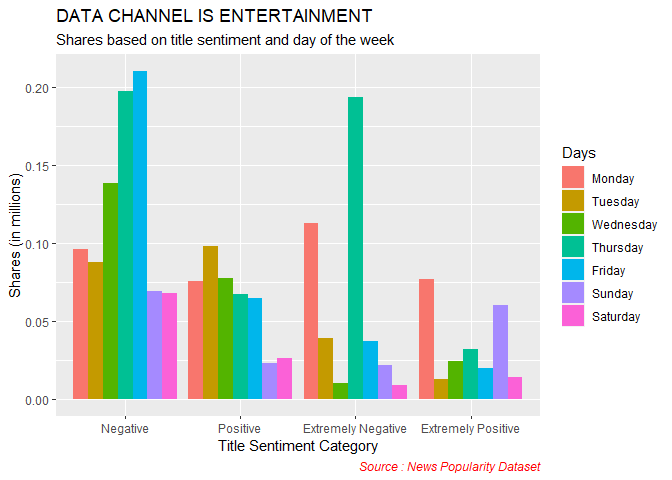 DATA CHANNEL IS ENTERTAINMENT
Shares based on title sentiment and day of the week
Shares (in millions)
0.20
0.15
0.10
0.05
0.00
Negative
Positive
Extremely Negative
Extremely Positive
Title Sentiment Category
Source : News Popularity Dataset
Days
Monday
Tuesday
Wednesday
Thursday
Friday
Sunday
Saturday